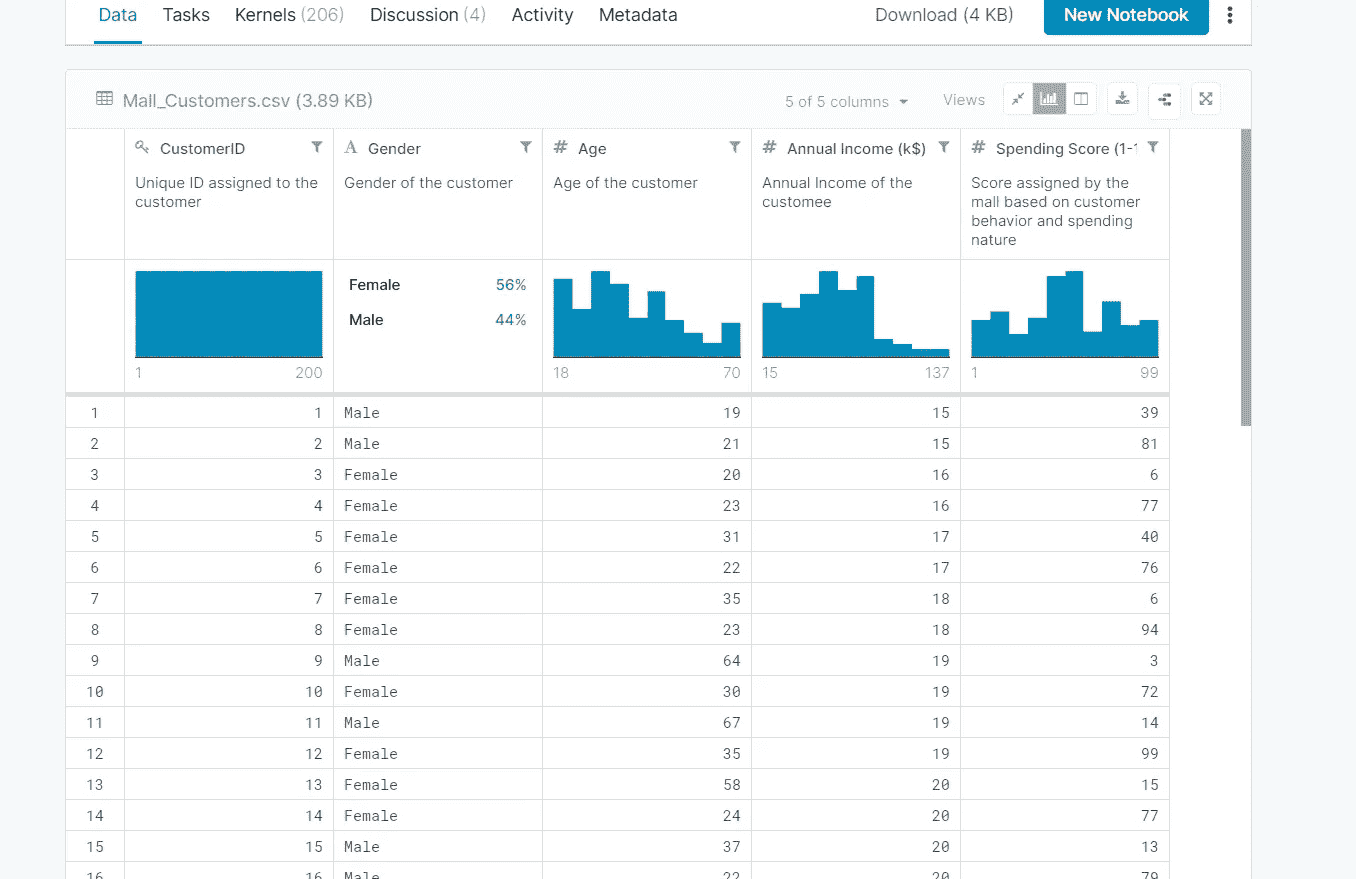 Data Tasks Kernels (206) Discussion (4) Activity Metadata Download (4 KB) New Notebook
Mall_Customers.csv (3.89 KB) 5 of 5 columns Views
CustomerID A Gender # Age # Annual Income (k$) # Spending Score (1-1
Unique ID assigned to the customer
Gender of the customer
Age of the customer
Annual Income of the customee
Score assigned by the mall based on customer behavior and spending nature
Female 56%
Male 44%
1 200 18 70 15 137 1 99
1 1 Male 19 15 39
2 2 Male 21 15 81
3 3 Female 20 16 6
4 4 Female 23 16 77
5 5 Female 31 17 40
6 6 Female 22 17 76
7 7 Female 35 18 6
8 8 Female 23 18 94
9 9 Male 64 19 3
10 10 Female 30 19 72
11 11 Male 67 19 14
12 12 Female 35 19 99
13 13 Female 58 20 15
14 14 Female 24 20 77
15 15 Male 37 20 13
16 16 Male 22 20 79